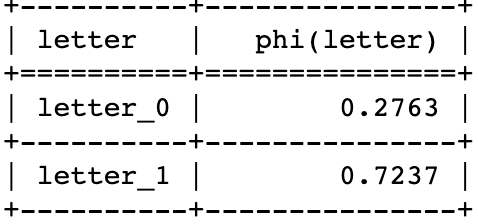 +----------+---------------+
| letter   |   phi(letter) |
+==========+===============+
| letter_0 |        0.2763 |
+----------+---------------+
| letter_1 |        0.7237 |
+----------+---------------+